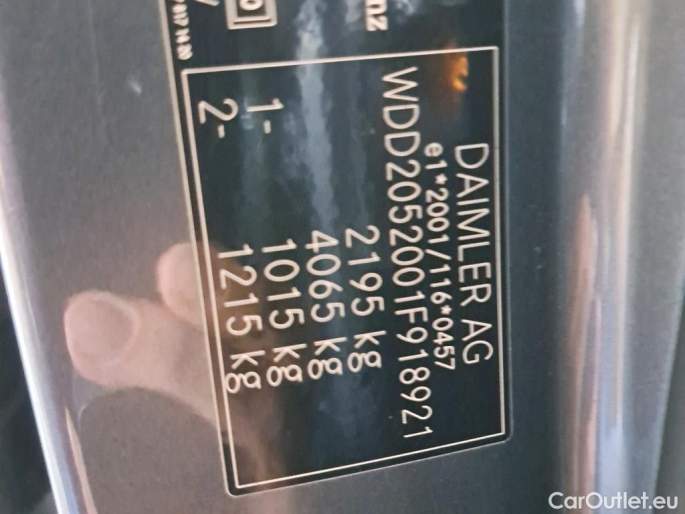 DAIMLER AG
e1*2001/116*0457
WDD2052001F918921
2195 kg
4065 kg
1- 1015 kg
2- 1215 kg
CarOutlet.eu